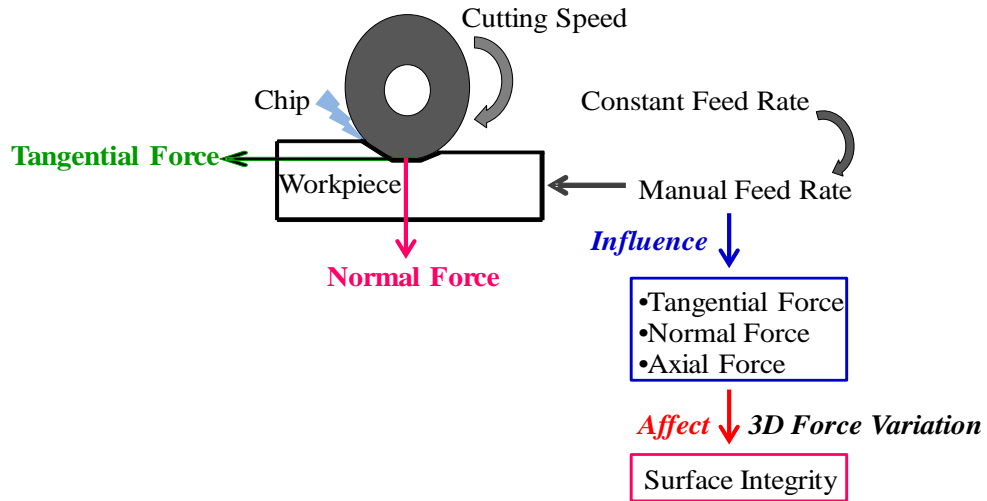 Cutting Speed
Chip
Constant Feed Rate
Tangential Force
Workpiece
Manual Feed Rate
Influence
Normal Force
•Tangential Force
•Normal Force
•Axial Force
Affect
3D Force Variation
Surface Integrity